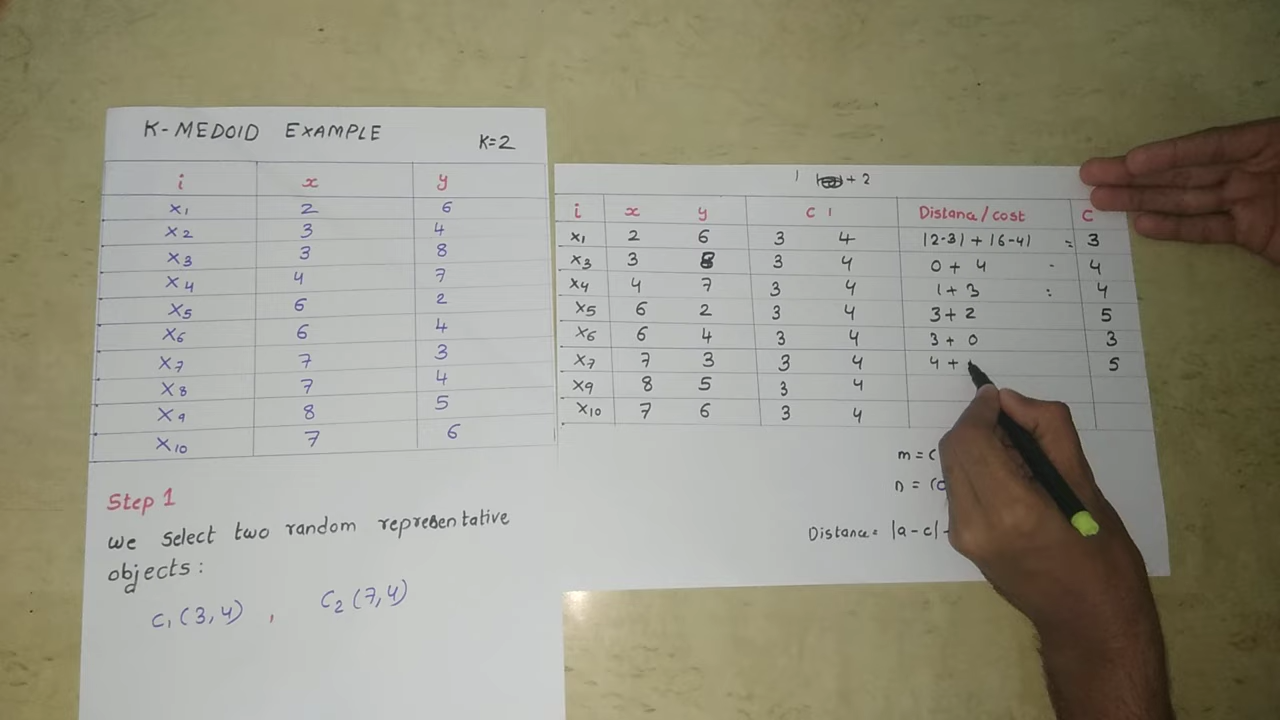 K-MEDOID EXAMPLE K=2
i x y
X1 2 6
X2 3 4
X3 3 8
X4 4 7
X5 6 2
X6 6 4
X7 7 3
X8 7 4
X9 8 5
X10 7 6
Step 1
we select two random representative
objects:
C1(3,4) , C2(7,4)
1 + 2
i x y C1 Distana/cost C
X1 2 6 3 4 |2-3|+|6-4| = 3
X3 3 8 3 4 0+4 - 4
X4 4 7 3 4 1+3 : 4
X5 6 2 3 4 3+2 5
X6 6 4 3 4 3+0 3
X7 7 3 3 4 4+ 5
X9 8 5 3 4
X10 7 6 3 4
m=(
n=(
Distance= |a-c|